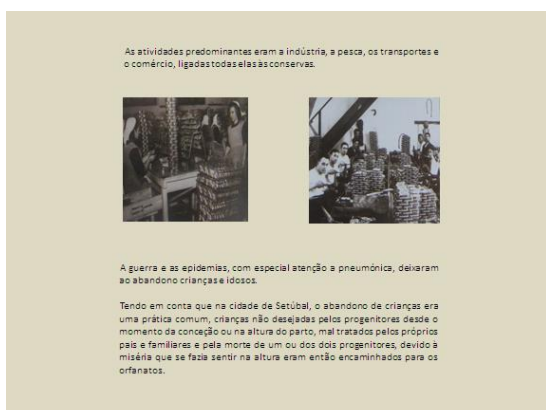 As atividades predominantes eram a indústria, a pesca, os transportes e
o comércio, ligadas todas elas às conservas.
A guerra e as epidemias, com especial atenção a pneumónica, deixaram
ao abandono crianças e idosos.
Tendo em conta que na cidade de Setúbal, o abandono de crianças era
uma prática comum, crianças não desejadas pelos progenitores desde o
momento da conceção ou na altura do parto, mal tratados pelos próprios
pais e familiares e pela morte de um ou dos dois progenitores, devido à
miséria que se fazia sentir na altura eram então encaminhados para os
orfanatos.